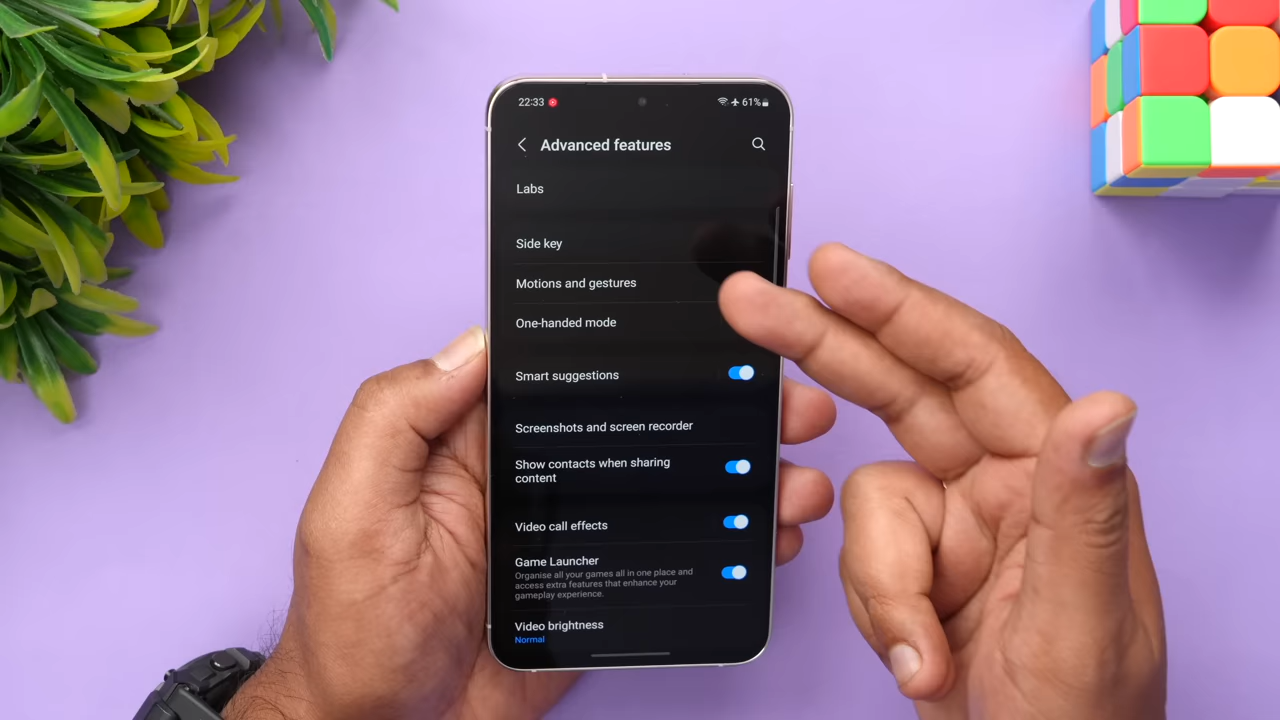 22:33
61%
Advanced features
Labs
Side key
Motions and gestures
One-handed mode
Smart suggestions
Screenshots and screen recorder
Show contacts when sharing
content
Video call effects
Game Launcher
Organise all your games all in one place and
access extra features that enhance your
gameplay experience.
Video brightness
Normal